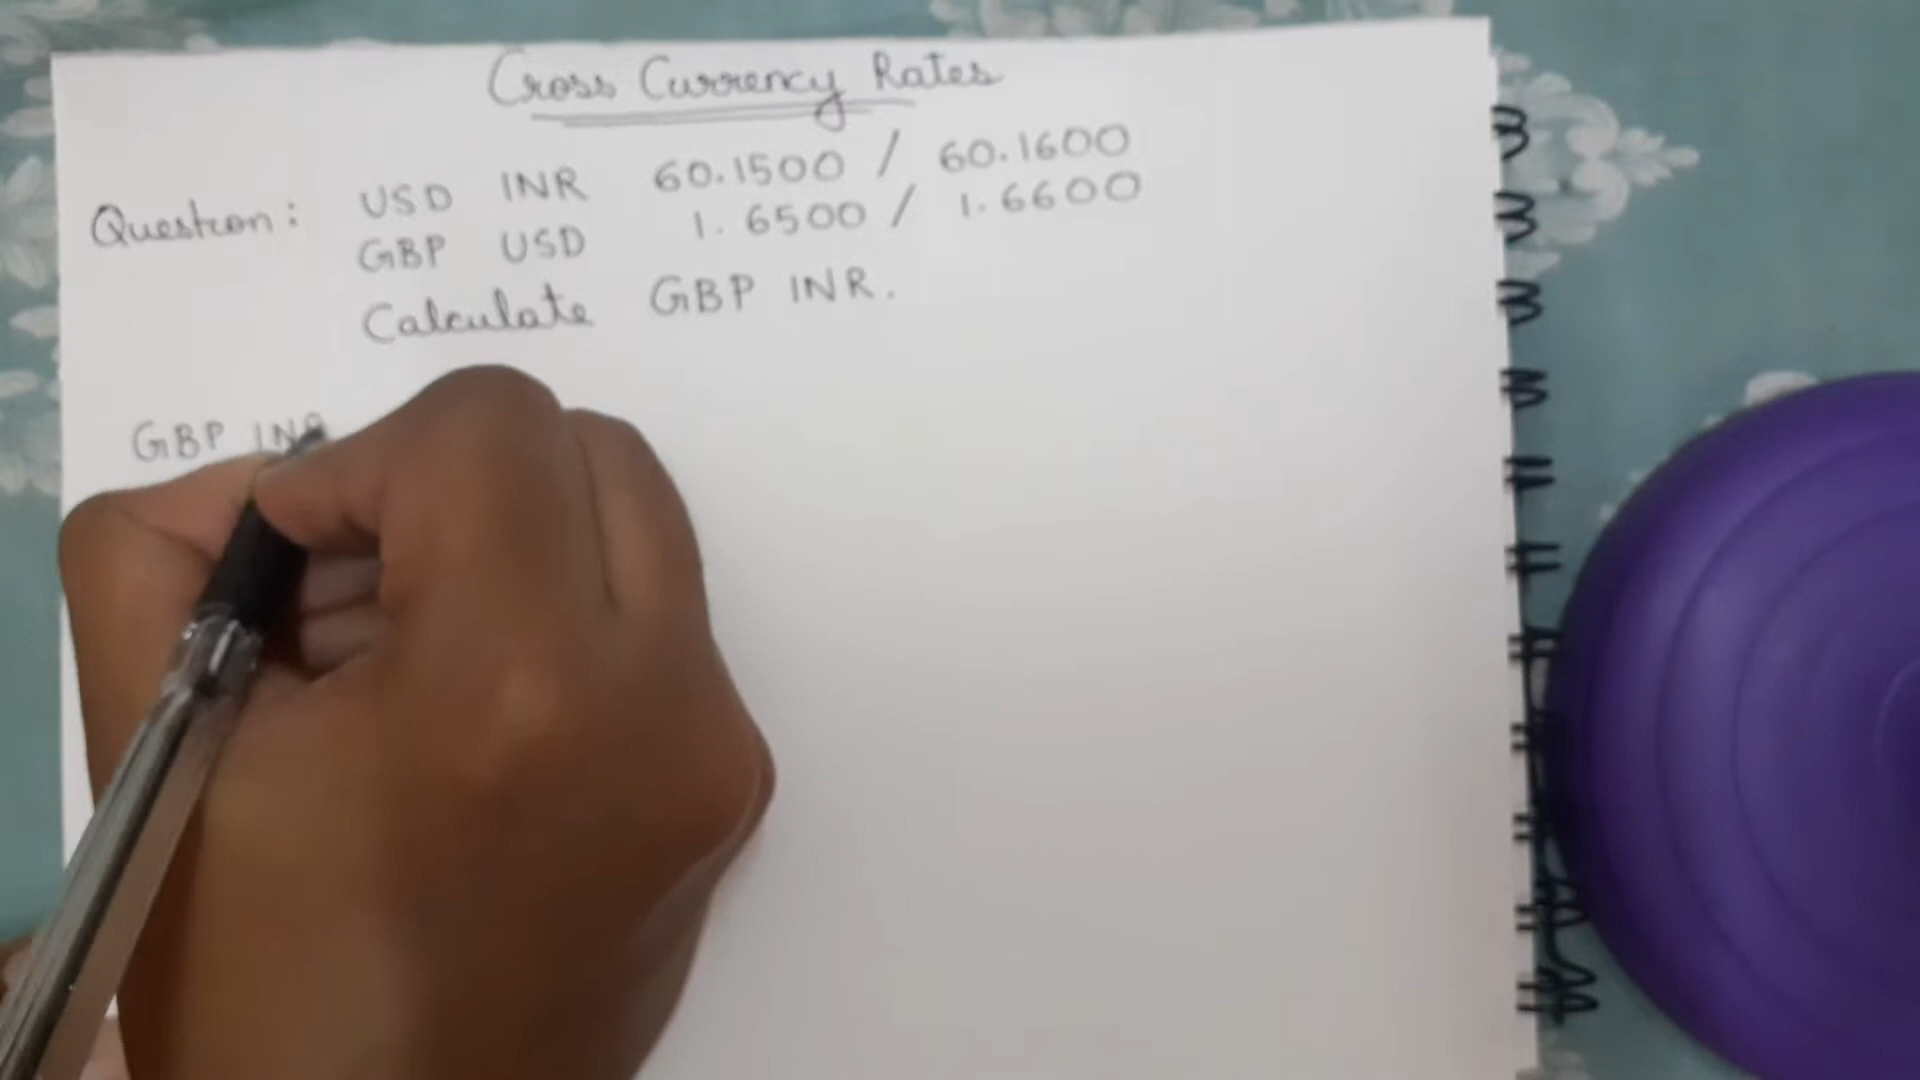 Cross Currency Rates
Question: USD INR 60.1500 / 60.1600
GBP USD 1.6500 / 1.6600
Calculate GBP INR.
GBP INR